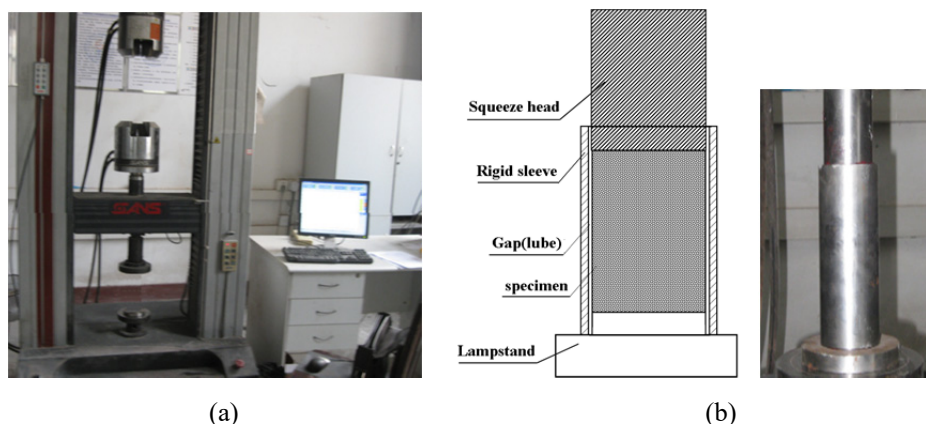 SANS
Squeeze head
Rigid sleeve
Gap(lube)
specimen
Lampstand
(a)
(b)